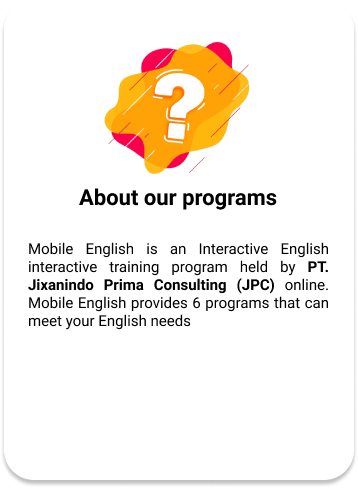 ?
About our programs
Mobile English is an Interactive English
interactive training program held by PT.
Jixanindo Prima Consulting (JPC) online.
Mobile English provides 6 programs that can
meet your English needs